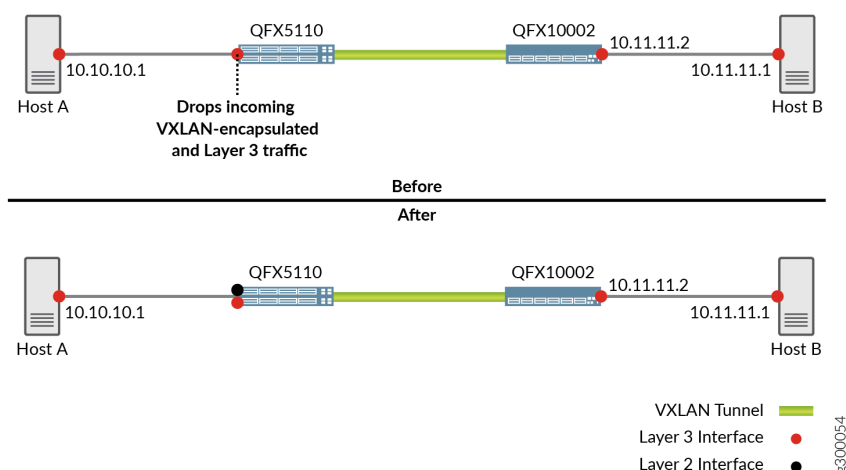 QFX5110
QFX10002
10.11.11.2
10.10.10.1
10.11.11.1
Host A
Host B
Drops incoming
VXLAN-encapsulated
and Layer 3 traffic
Before
After
QFX5110
QFX10002
10.11.11.2
10.10.10.1
10.11.11.1
Host A
Host B
VXLAN Tunnel
Layer 3 Interface
Layer 2 Interface